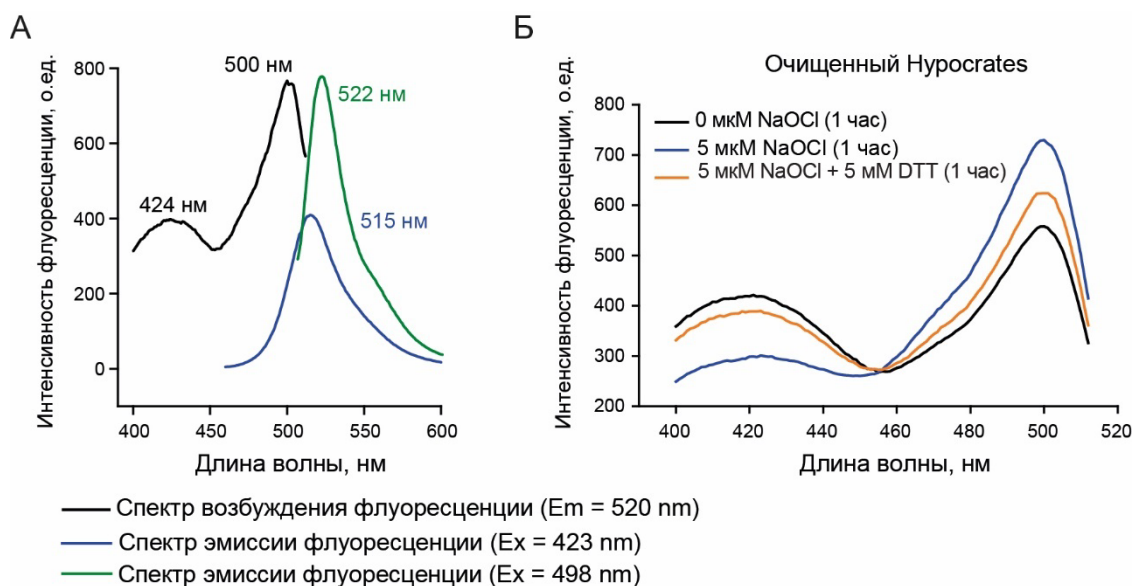 А
Интенсивность флуоресценции, о.ед.
800
600
400
200
0
424 нм
500 нм
522 нм
515 нм
400
450
500
550
600
Длина волны, нм
Спектр возбуждения флуоресценции (Em = 520 nm)
Спектр эмиссии флуоресценции (Ex = 423 nm)
Спектр эмиссии флуоресценции (Ex = 498 nm)
Б
Очищенный Hypocrates
Интенсивность флуоресценции, о.ед.
800
700
600
500
400
300
200
0 мкМ NaOCl (1 час)
5 мкМ NaOCl (1 час)
5 мкМ NaOCl + 5 мМ DTT (1 час)
400
420
440
460
480
500
520
Длина волны, нм